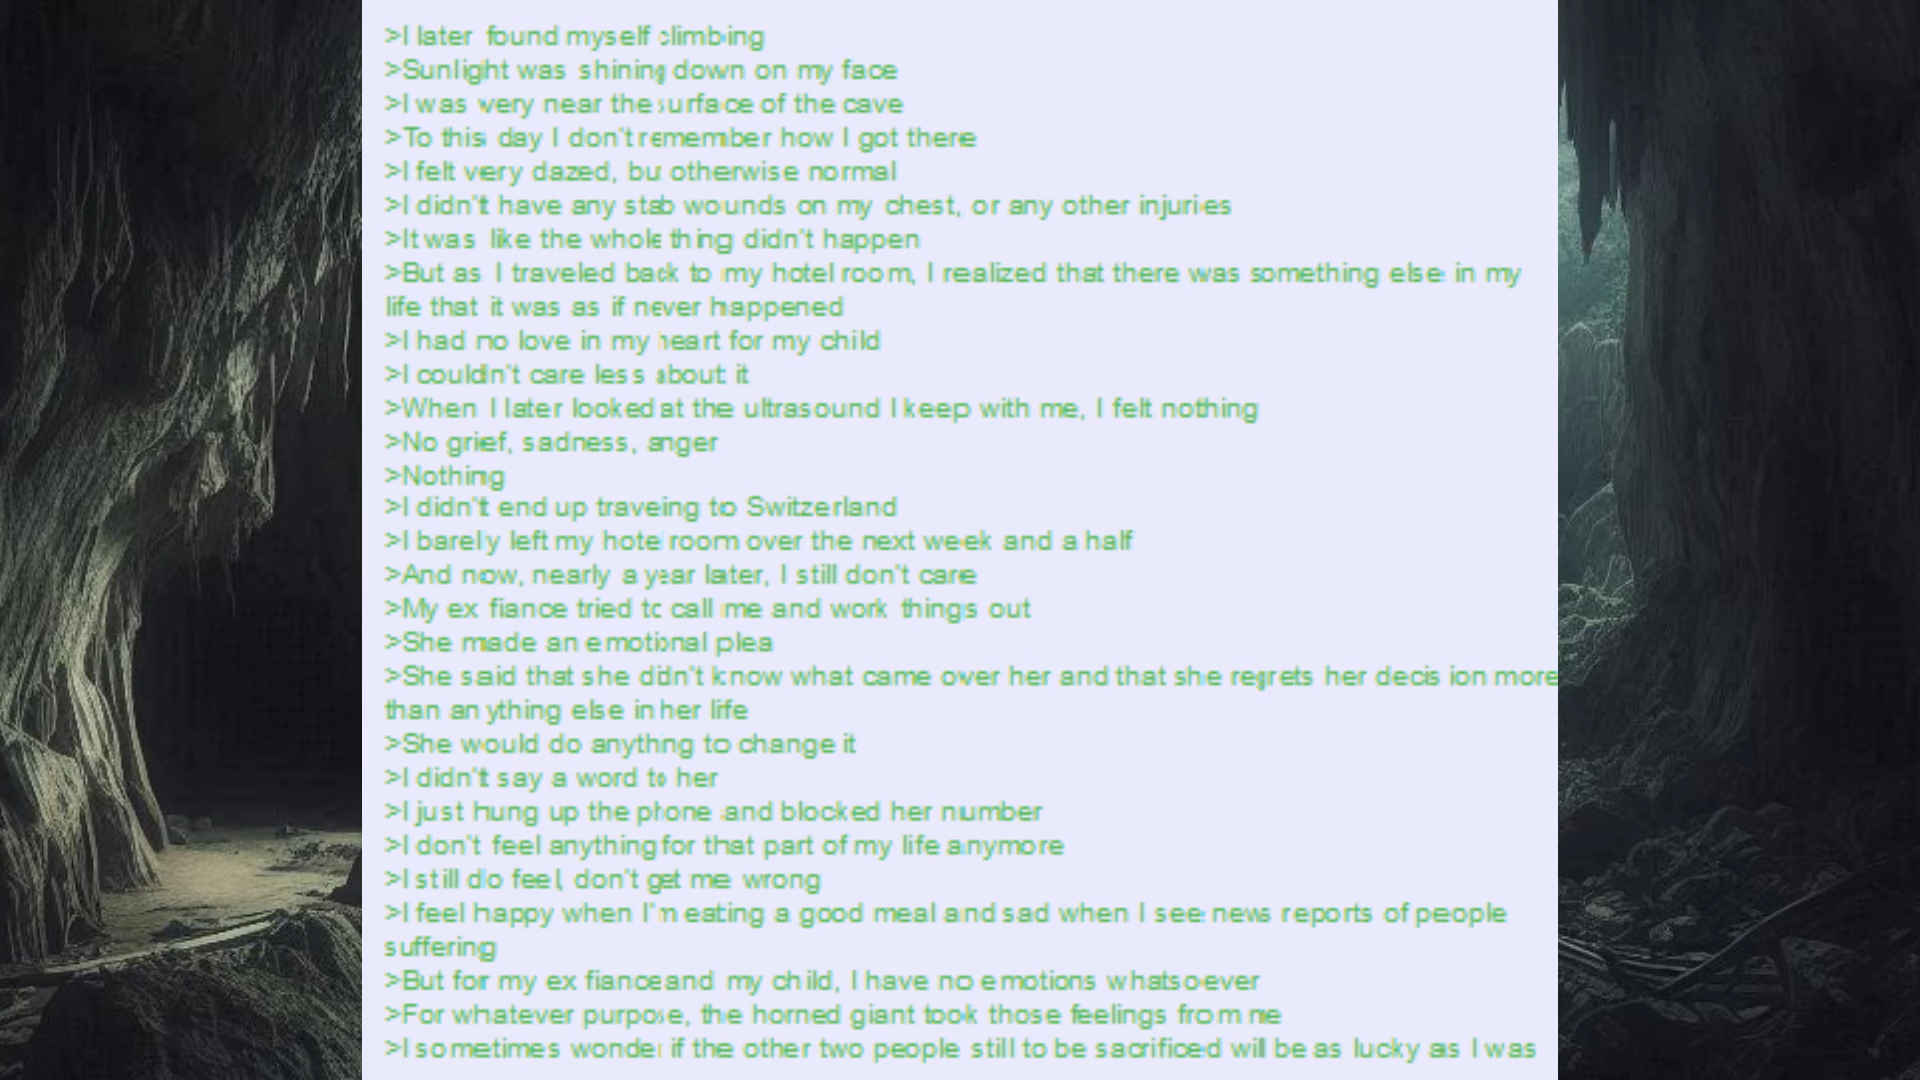 >I later found myself climbing
>Sunlight was shining down on my face
>I was very near the surface of the cave
>To this day I don't remember how I got there
>I felt very dazed, but otherwise normal
>I didn't have any stab wounds on my chest, or any other injuries
>It was like the whole thing didn't happen
>But as I traveled back to my hotel room, I realized that there was something else in my
life that it was as if never happened
>I had no love in my heart for my child
>I couldn't care less about it
>When I later looked at the ultrasound I keep with me, I felt nothing
>No grief, sadness, anger
>Nothing
>I didn't end up traveing to Switzerland
>I barely left my hotel room over the next week and a half
>And now, nearly a year later, I still don't care
>My ex fiance tried to call me and work things out
>She made an emotional plea
>She said that she didn't know what came over her and that she regrets her decision more
than anything else in her life
>She would do anything to change it
>I didn't say a word to her
>I just hung up the phone and blocked her number
>I don't feel anything for that part of my life anymore
>I still do feel, don't get me wrong
>I feel happy when I'm eating a good meal and sad when I see news reports of people
suffering
>But for my ex fiance and my child, I have no emotions whatsoever
>For whatever purpose, the horned giant took those feelings from me
>I sometimes wonder if the other two people still to be sacrificed will be as lucky as I was